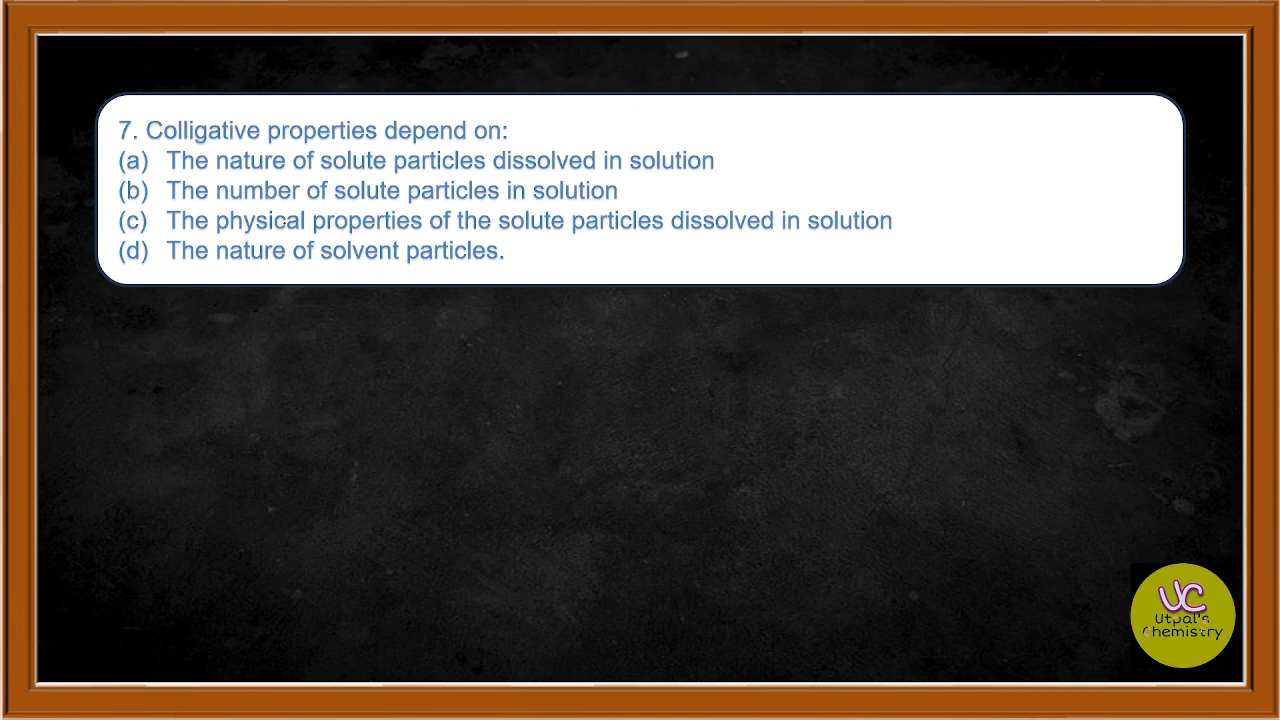 7. Colligative properties depend on:
(a) The nature of solute particles dissolved in solution
(b) The number of solute particles in solution
(c) The physical properties of the solute particles dissolved in solution
(d) The nature of solvent particles.
UC
Utpal's
Chemistry